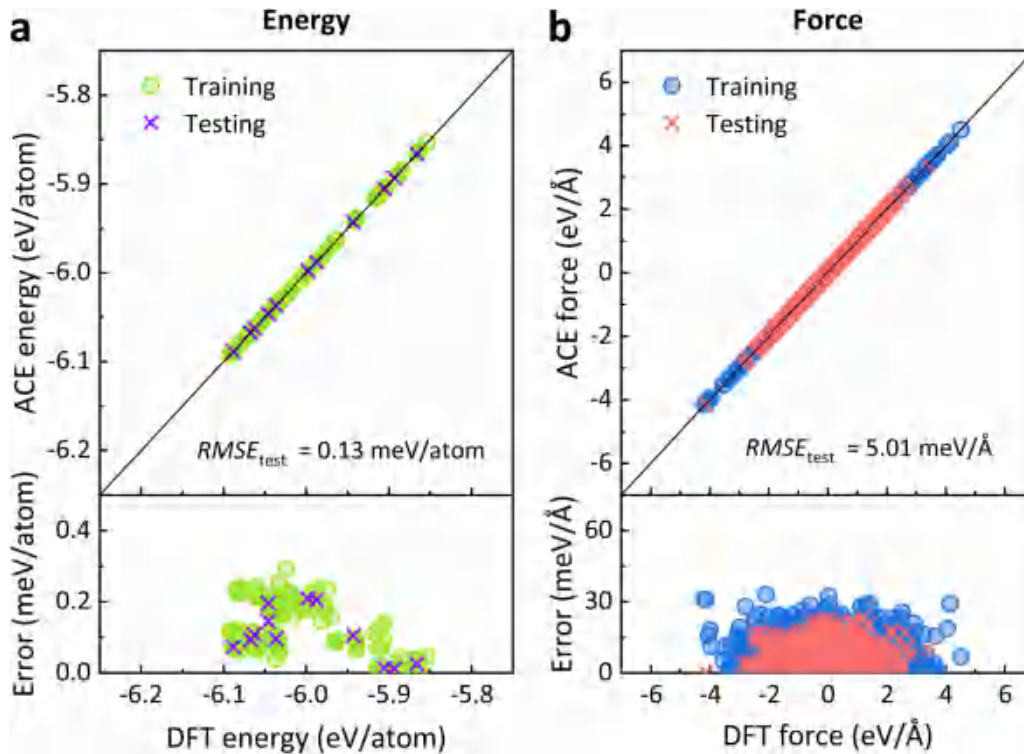 a
Energy
Training
Testing
ACE energy (eV/atom)
-5.8
-5.9
-6.0
-6.1
-6.2
RMSE_test = 0.13 meV/atom
Error (meV/atom)
0.4
0.2
0.0
-6.2
-6.1
-6.0
-5.9
-5.8
DFT energy (eV/atom)
b
Force
Training
Testing
ACE force (eV/Å)
6
4
2
0
-2
-4
-6
RMSE_test = 5.01 meV/Å
Error (meV/Å)
60
30
0
-6
-4
-2
0
2
4
6
DFT force (eV/Å)